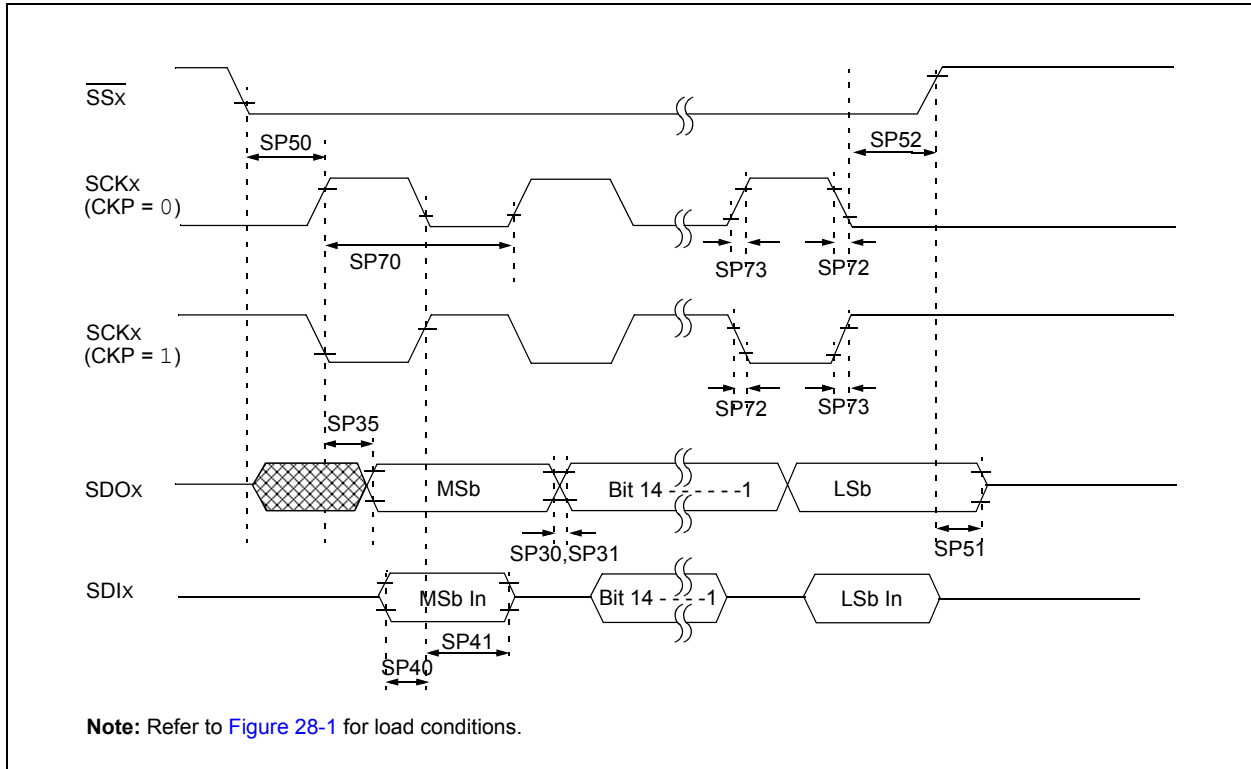 SSx
SP50
SP52
SCKx
(CKP = 0)
SP70
SP73
SP72
SCKx
(CKP = 1)
SP72
SP73
SP35
SDOx
MSb
Bit 14 - - - - - -1
LSb
SP30,SP31
SP51
SDIx
MSb In
Bit 14 - - - -1
LSb In
SP41
SP40
Note: Refer to Figure 28-1 for load conditions.